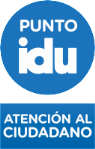 PUNTO
idu
ATENCIÓN AL
CIUDADANO